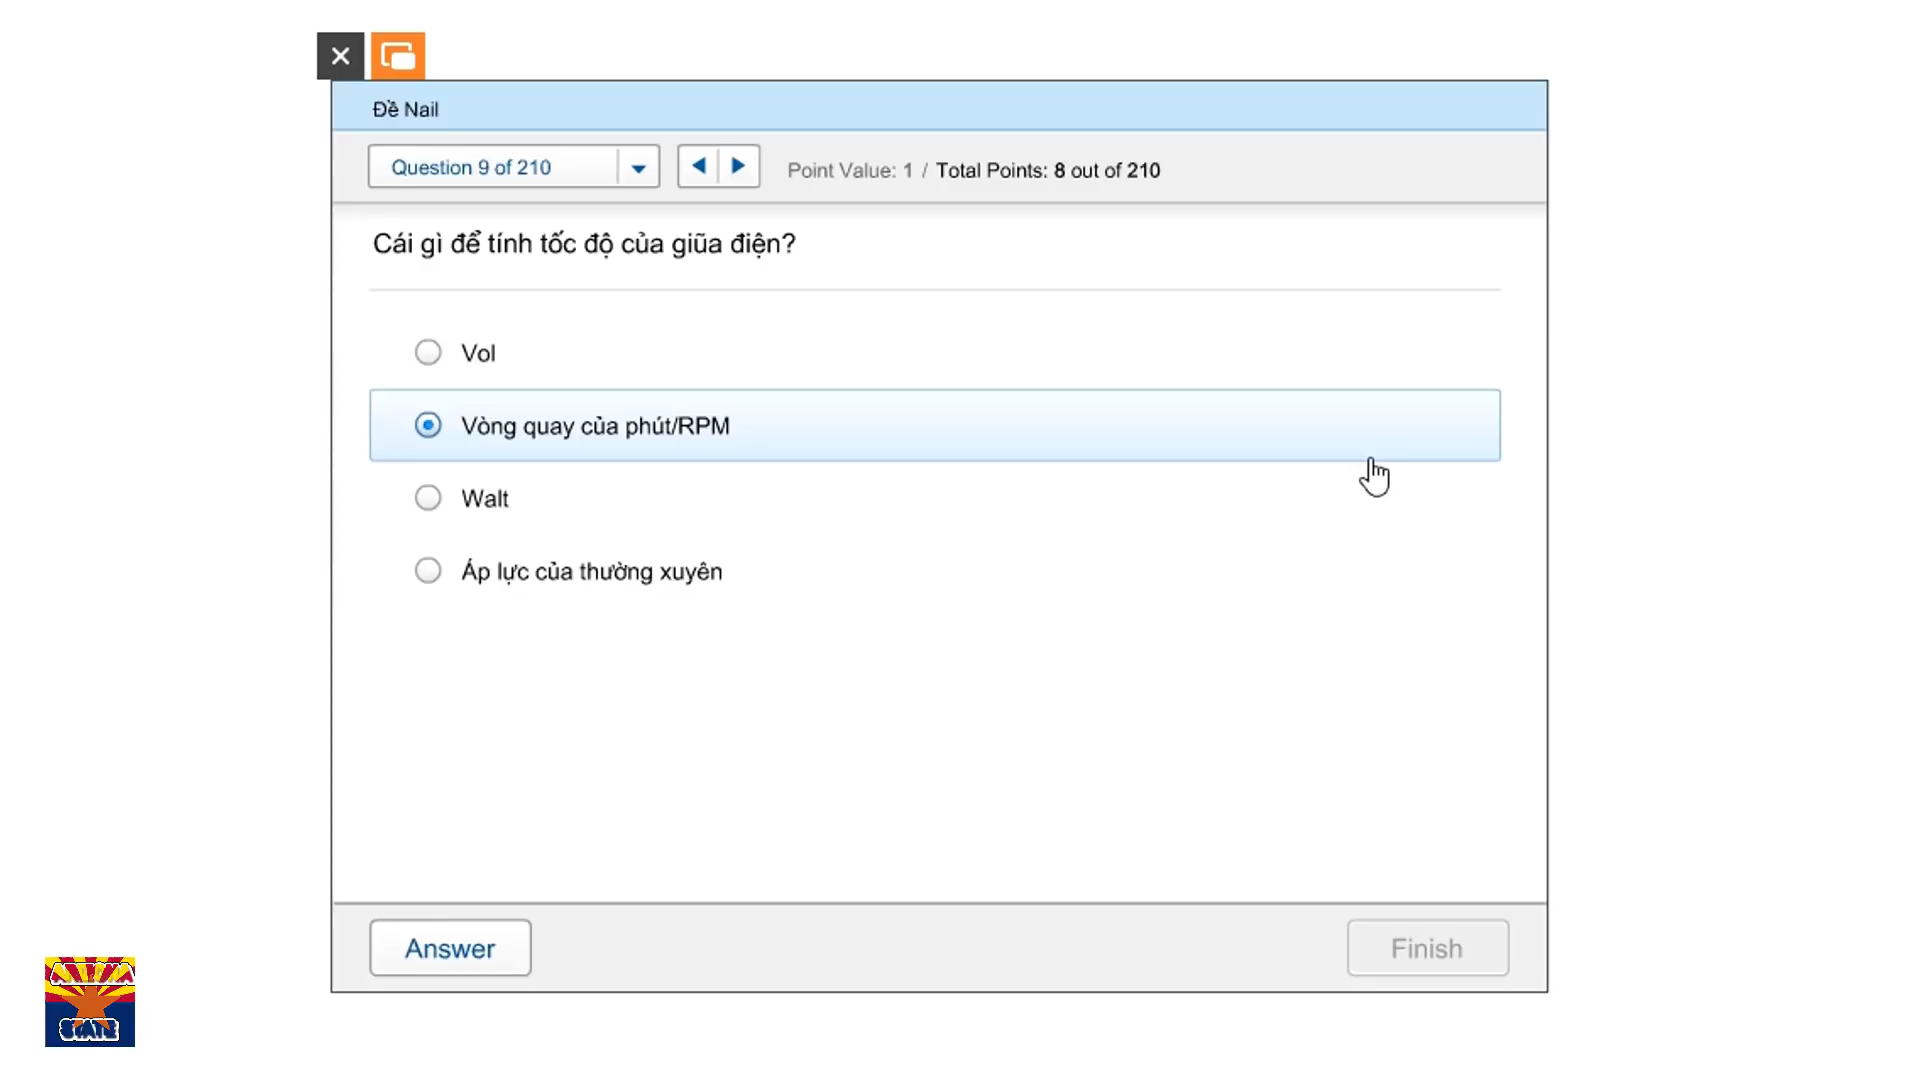 Đề Nail
Question 9 of 210
Point Value: 1 / Total Points: 8 out of 210
Cái gì để tính tốc độ của giũa điện?
Vol
Vòng quay của phút/RPM
Walt
Áp lực của thường xuyên
Answer
Finish
ARIZONA
STATE